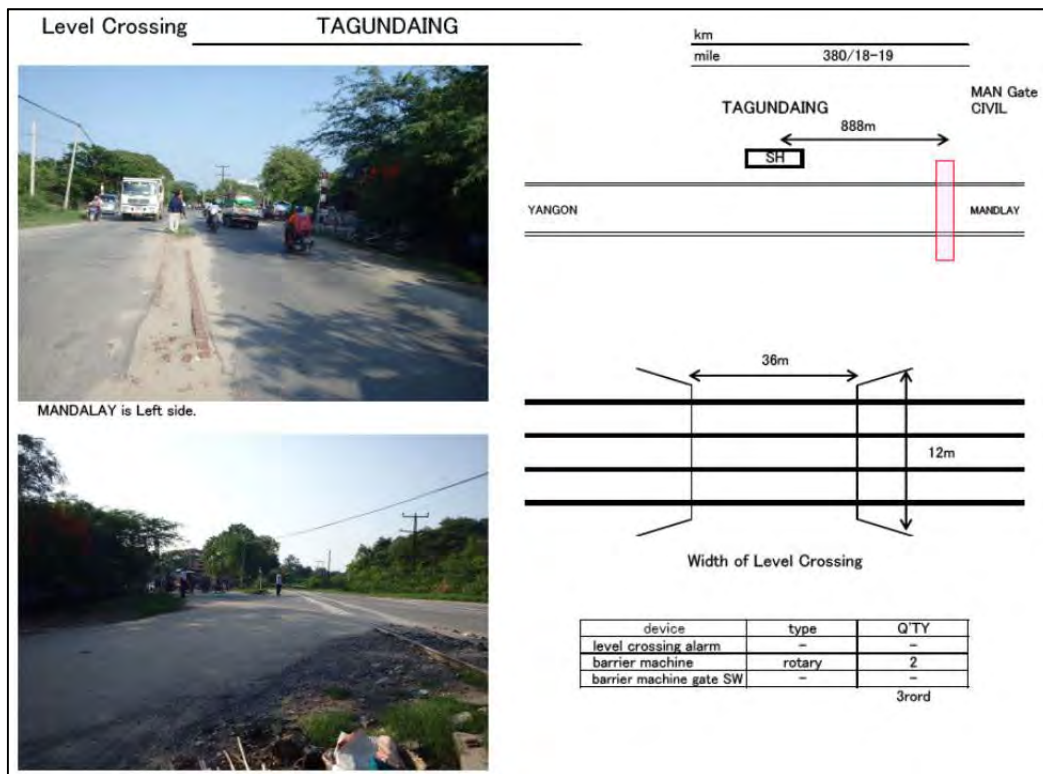 Level Crossing TAGUNDAING
km
mile 380/18-19
MAN Gate
CIVIL
TAGUNDAING
888m
SH
YANGON MANDLAY
MANDALAY is Left side.
36m
12m
Width of Level Crossing
device type Q'TY
level crossing alarm - -
barrier machine rotary 2
barrier machine gate SW - -
3rord